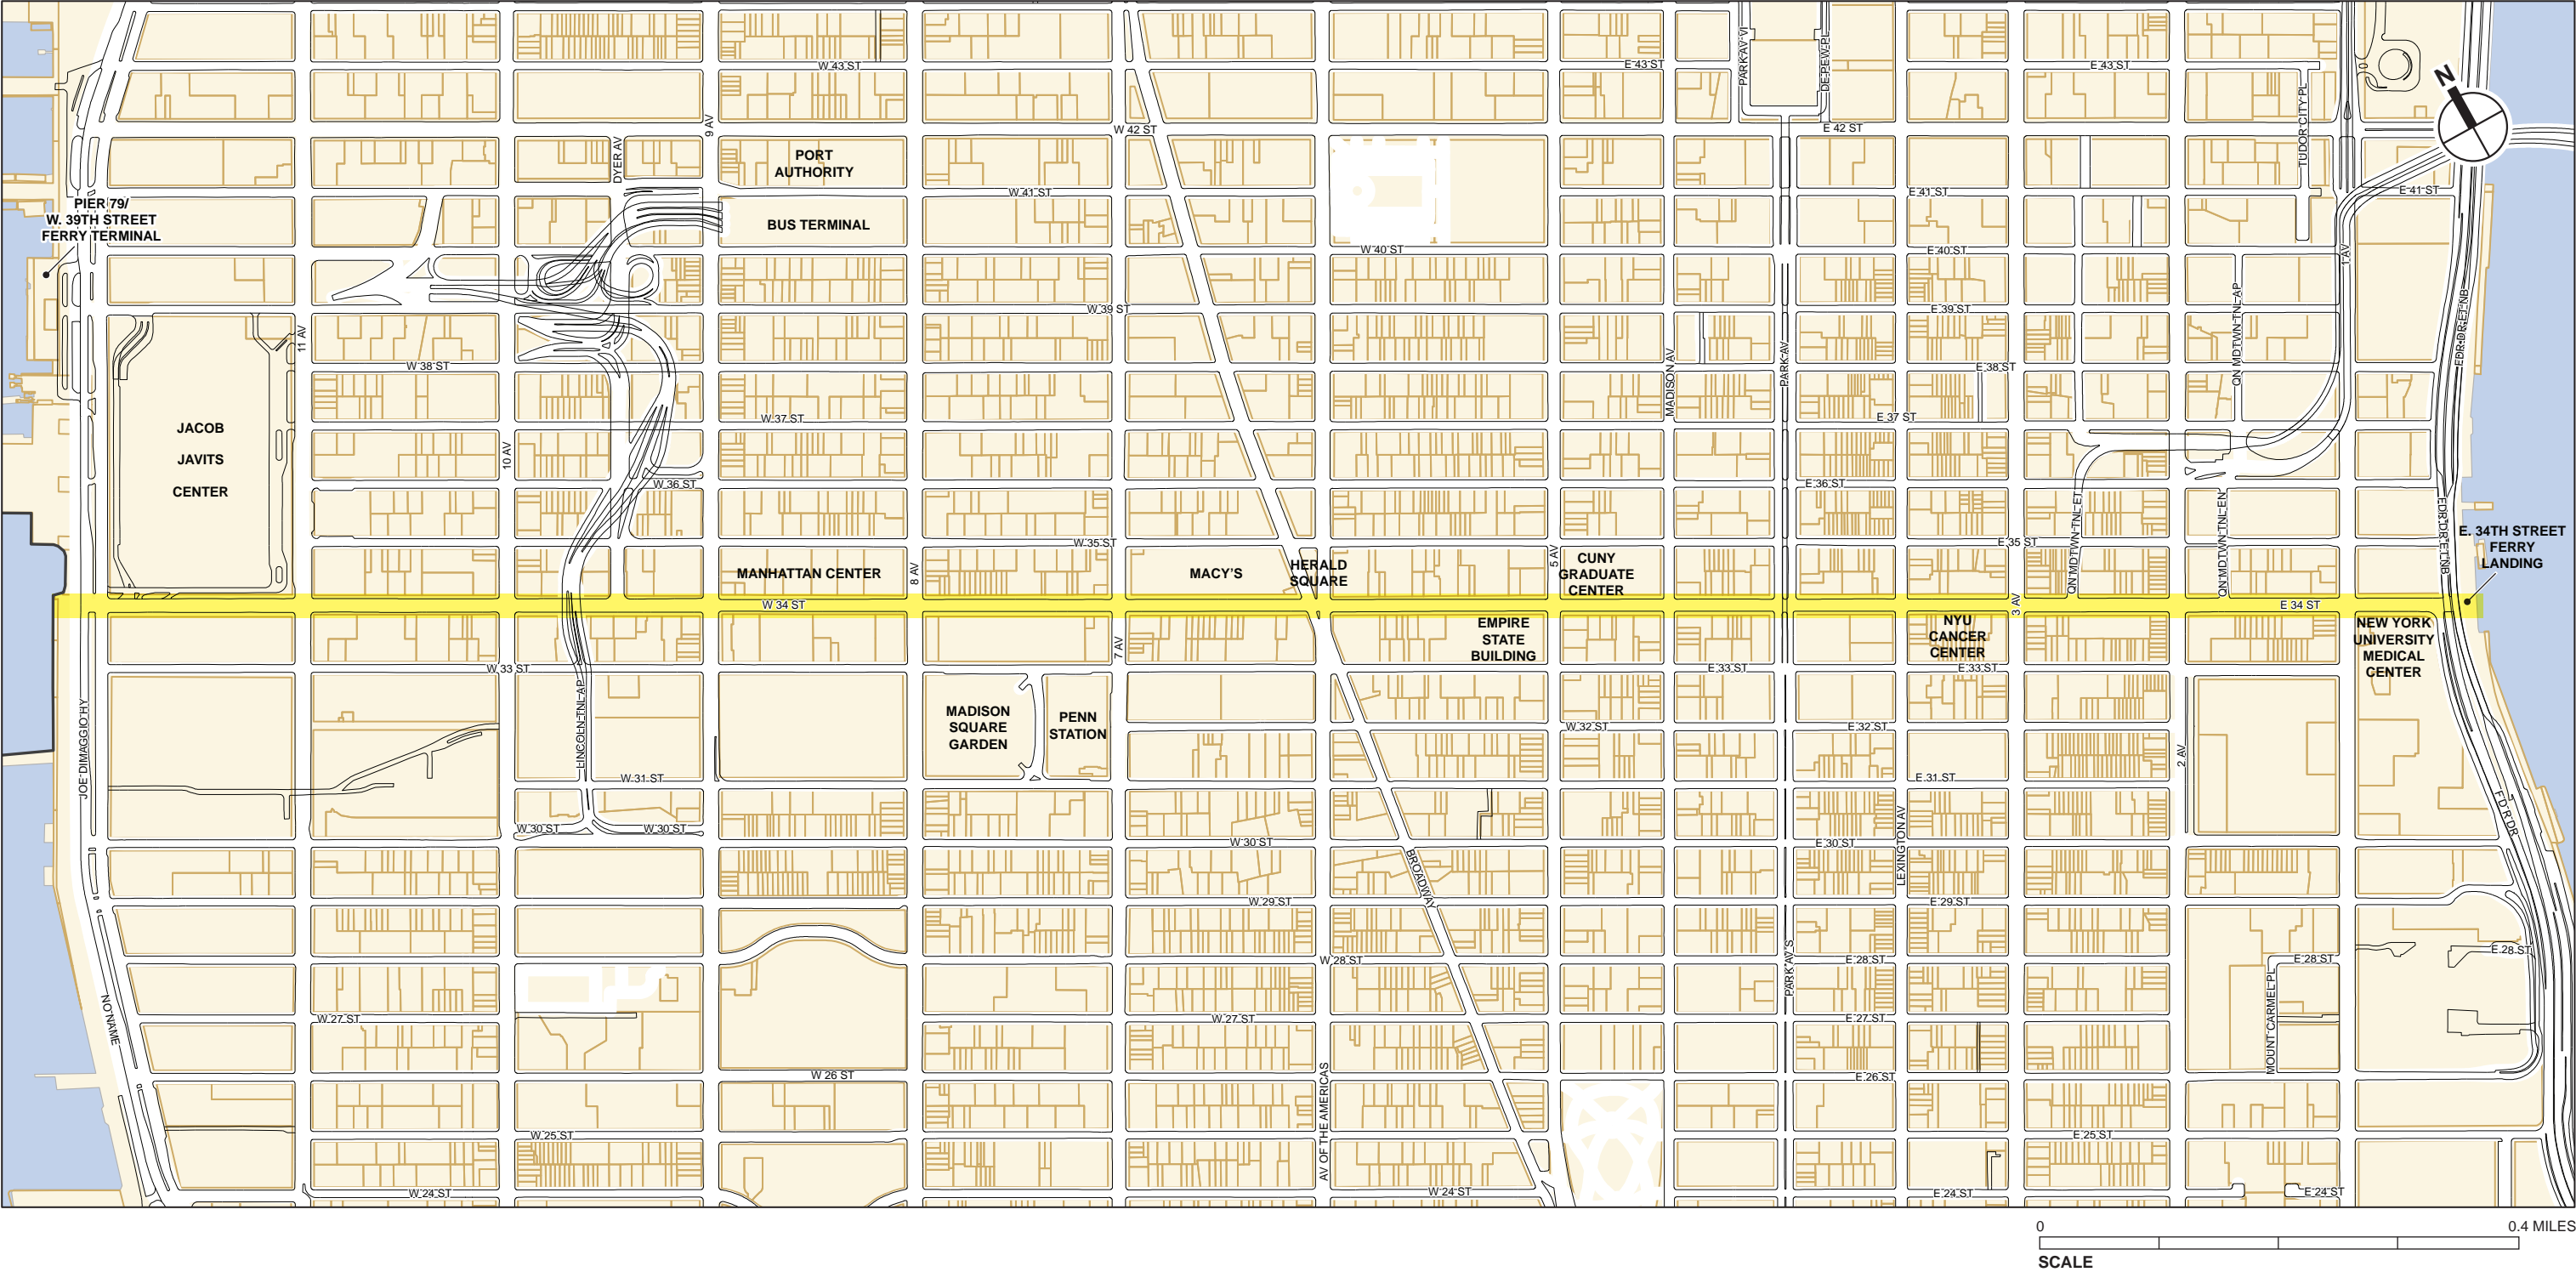 W 43 ST
E 43 ST
E 43 ST
PARK AV VI
DEPEW PL
N
9 AV
W 42 ST
E 42 ST
TUDOR CITY PL
DYER AV
PORT
AUTHORITY
W 41 ST
E 41 ST
E 41 ST
PIER 79/
W. 39TH STREET
FERRY TERMINAL
BUS TERMINAL
W 40 ST
E 40 ST
1 AV
W 39 ST
E 39 ST
QN MDTWN TNL AP
FDR DR ET NB
11 AV
W 38 ST
MADISON AV
PARK AV
E 38 ST
W 37 ST
E 37 ST
JACOB
JAVITS
CENTER
10 AV
W 36 ST
E 36 ST
QN MDTWN TNL ET
QN MDTWN TNL EN
FDR DR ET NB
E. 34TH STREET
FERRY
LANDING
W 35 ST
E 35 ST
MANHATTAN CENTER
8 AV
MACY'S
HERALD
SQUARE
5 AV
CUNY
GRADUATE
CENTER
W 34 ST
3 AV
E 34 ST
7 AV
EMPIRE
STATE
BUILDING
NYU
CANCER
CENTER
NEW YORK
UNIVERSITY
MEDICAL
CENTER
W 33 ST
E 33 ST
E 33 ST
JOE DIMAGGIO HY
LINCOLN TNL AP
MADISON
SQUARE
GARDEN
PENN
STATION
W 32 ST
E 32 ST
2 AV
W 31 ST
E 31 ST
F D R DR
W 30 ST
W 30 ST
W 30 ST
E 30 ST
LEXINGTON AV
BROADWAY
W 29 ST
E 29 ST
W 28 ST
PARK AV S
E 28 ST
E 28 ST
E 28 ST
NO NAME
W 27 ST
W 27 ST
E 27 ST
MOUNT CARMEL PL
W 26 ST
E 26 ST
AV OF THE AMERICAS
W 25 ST
E 25 ST
W 24 ST
W 24 ST
E 24 ST
E 24 ST
0
0.4 MILES
SCALE